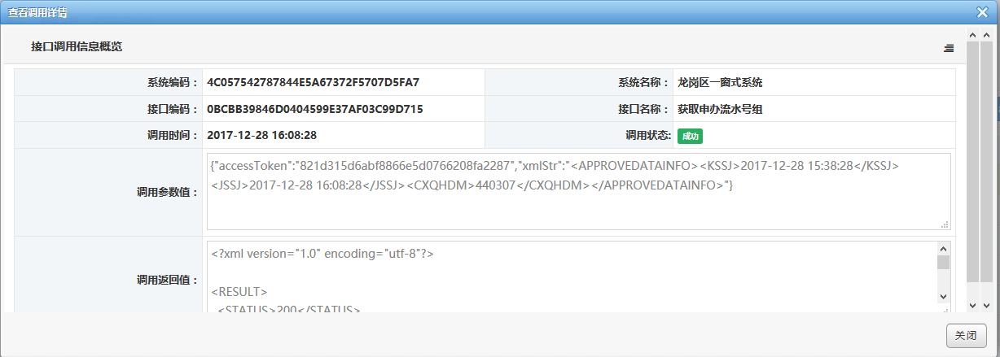 查看调用详情
接口调用信息概览
系统编码： 4C057542787844E5A67372F5707D5FA7 系统名称： 龙岗区一窗式系统
接口编码： 0BCBB39846D0404599E37AF03C99D715 接口名称： 获取申办流水号组
调用时间： 2017-12-28 16:08:28 调用状态: 成功
调用参数值：
{"accessToken":"821d315d6abf8866e5d0766208fa2287","xmlStr":"<APPROVEDATAINFO><KSSJ>2017-12-28 15:38:28</KSSJ>
<JSSJ>2017-12-28 16:08:28</JSSJ><CXQHDM>440307</CXQHDM></APPROVEDATAINFO>"}
调用返回值：
<?xml version="1.0" encoding="utf-8"?>
<RESULT>
<STATUS>200</STATUS>
关闭